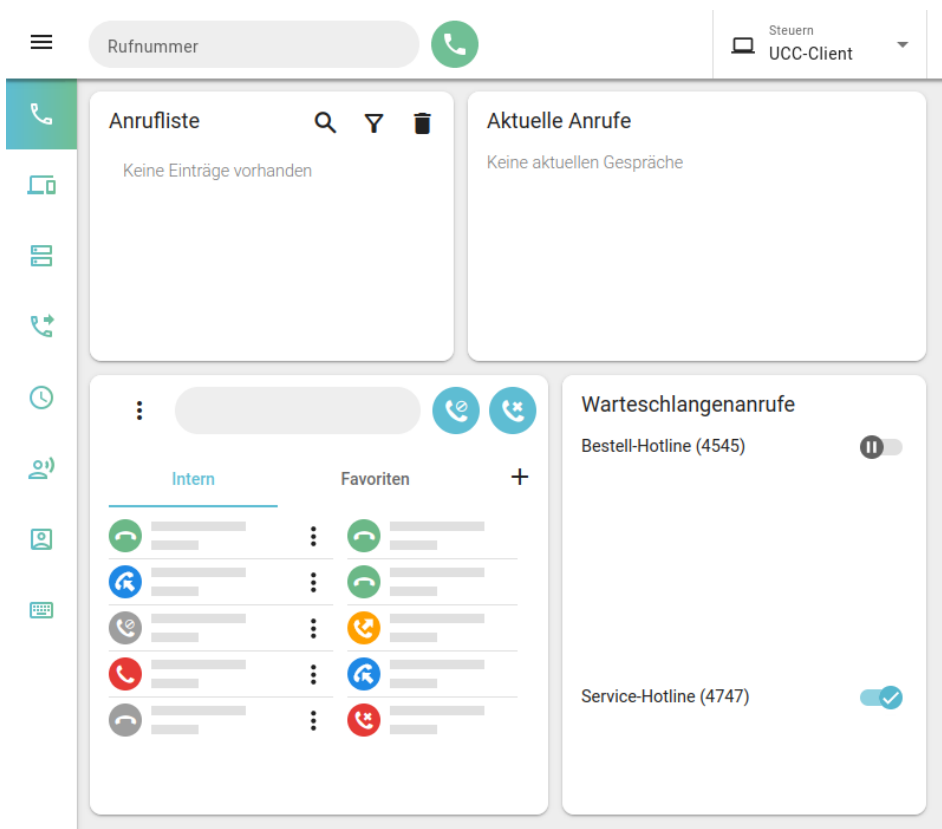 Rufnummer
Steuern
UCC-Client
Anrufliste
Keine Einträge vorhanden
Aktuelle Anrufe
Keine aktuellen Gespräche
Intern
Favoriten
Warteschlangenanrufe
Bestell-Hotline (4545)
Service-Hotline (4747)